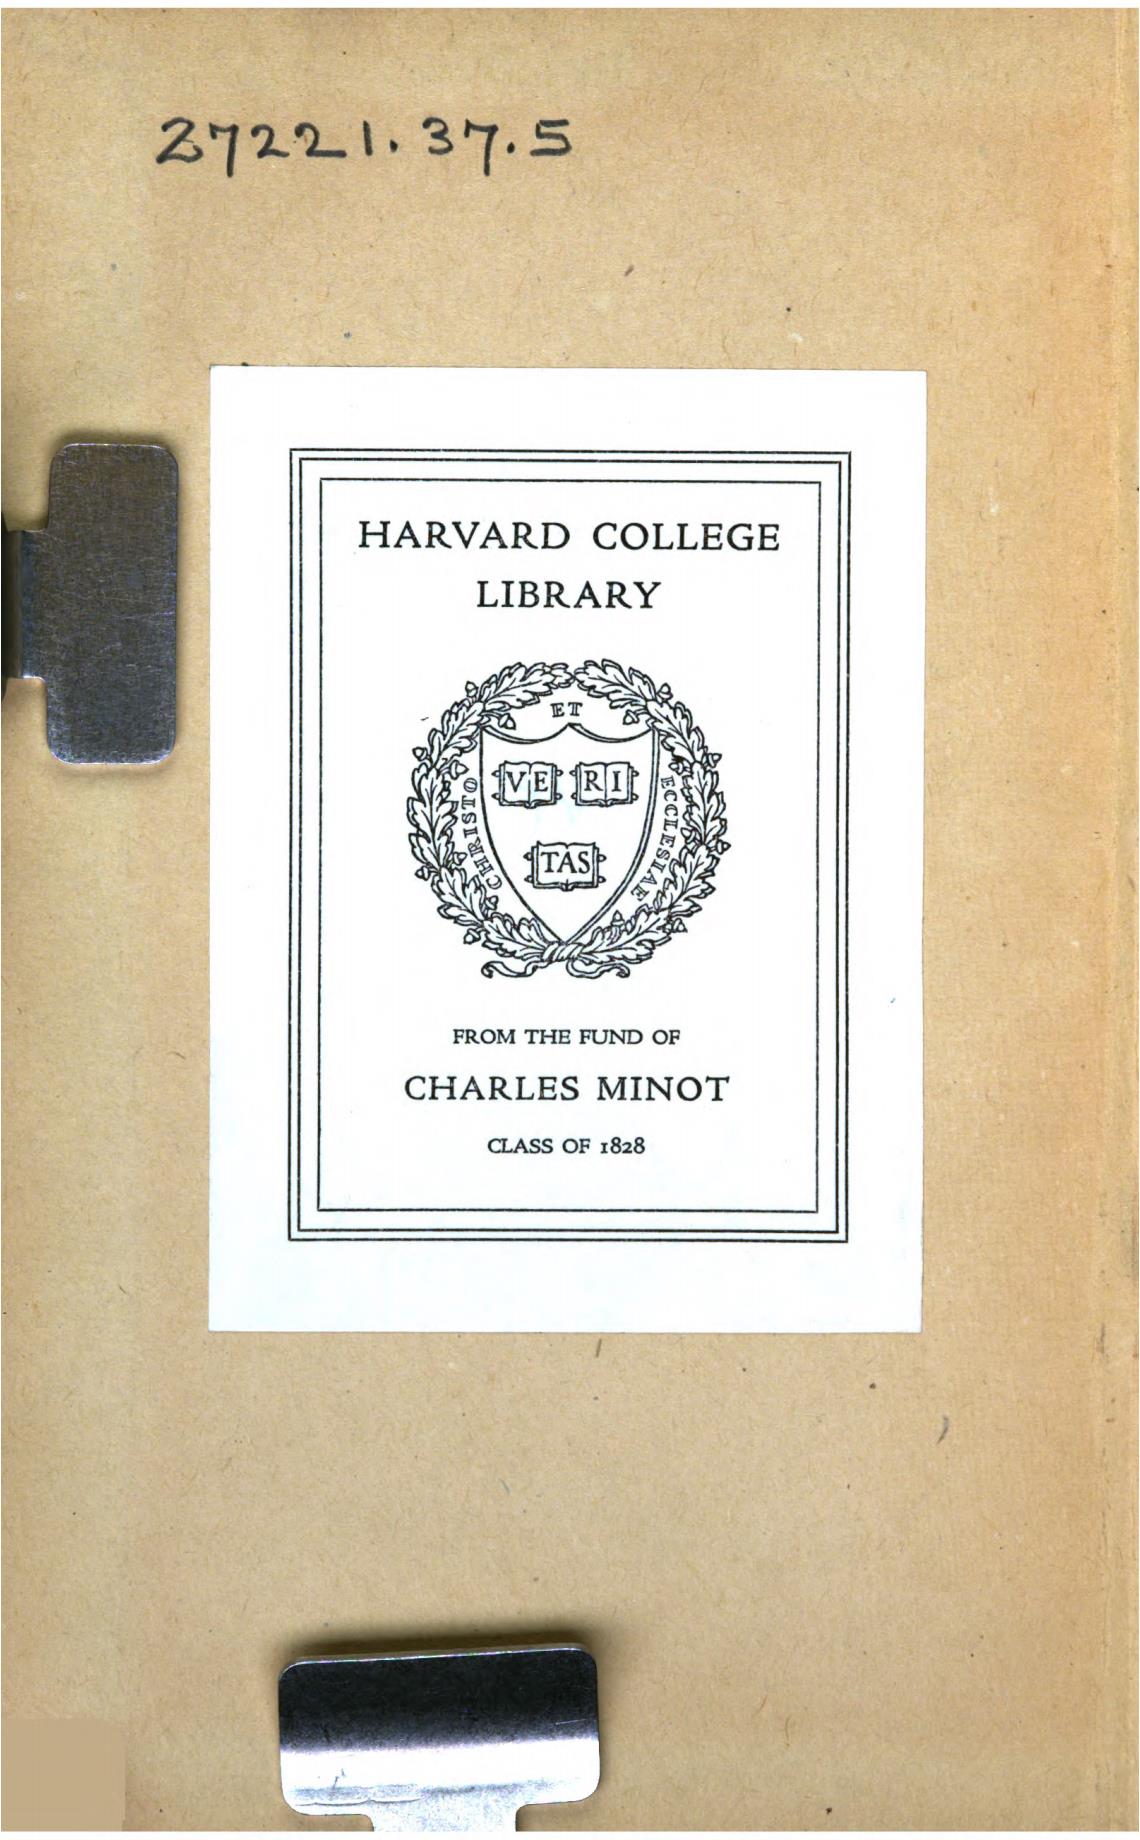 27221.37.5
HARVARD COLLEGE
LIBRARY
ET
CHRISTO
VE RI
TAS
ECCLESIAE
FROM THE FUND OF
CHARLES MINOT
CLASS OF 1828